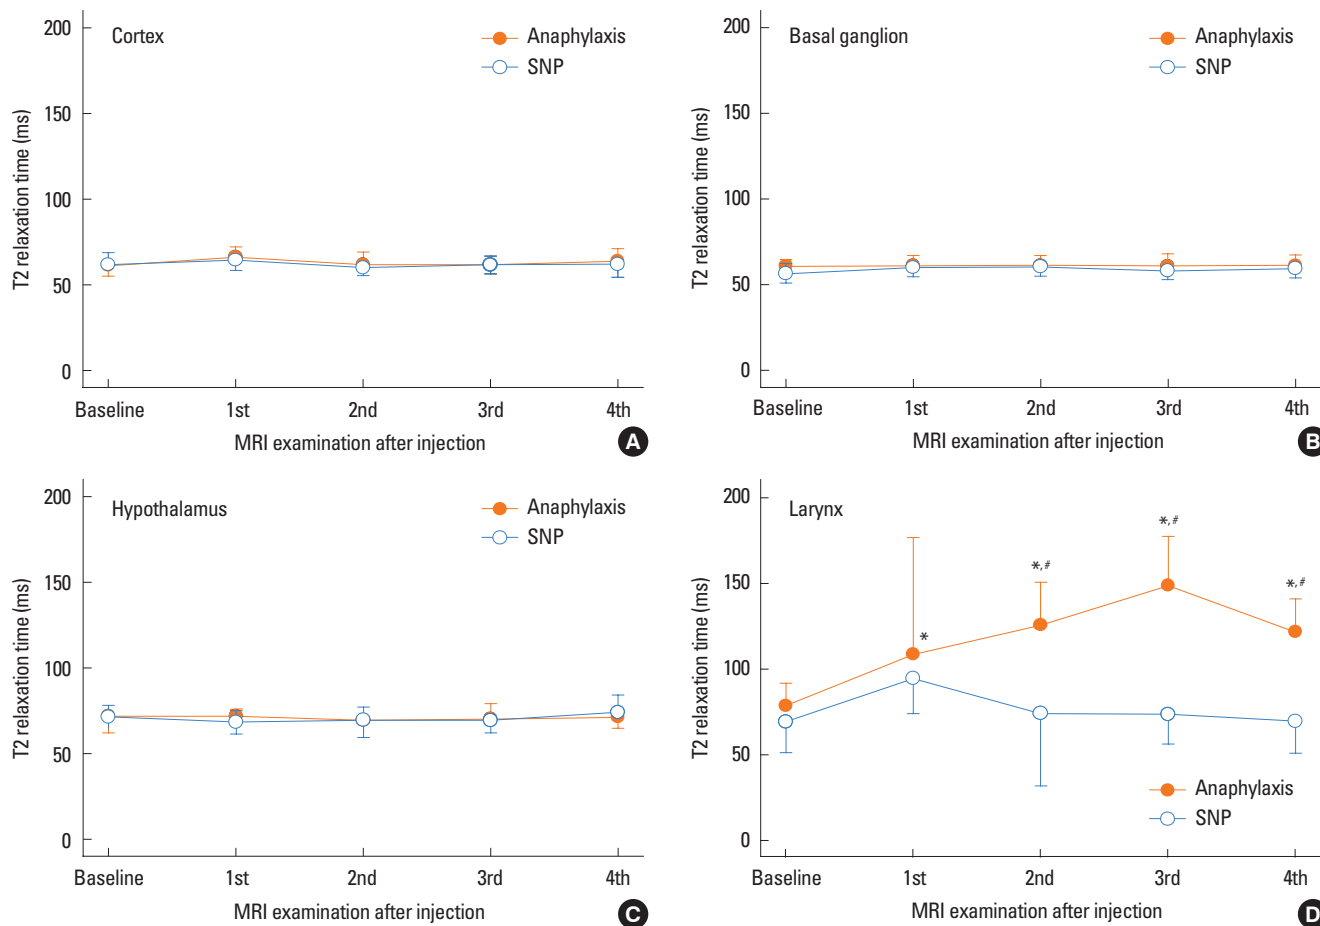 200
150
100
50
0
T2 relaxation time (ms)
Cortex
Anaphylaxis
SNP
Baseline 1st 2nd 3rd 4th
MRI examination after injection
A
200
150
100
50
0
T2 relaxation time (ms)
Basal ganglion
Anaphylaxis
SNP
Baseline 1st 2nd 3rd 4th
MRI examination after injection
B
200
150
100
50
0
T2 relaxation time (ms)
Hypothalamus
Anaphylaxis
SNP
Baseline 1st 2nd 3rd 4th
MRI examination after injection
C
200
150
100
50
0
T2 relaxation time (ms)
Larynx
*
*,#
*,#
*,#
Anaphylaxis
SNP
Baseline 1st 2nd 3rd 4th
MRI examination after injection
D